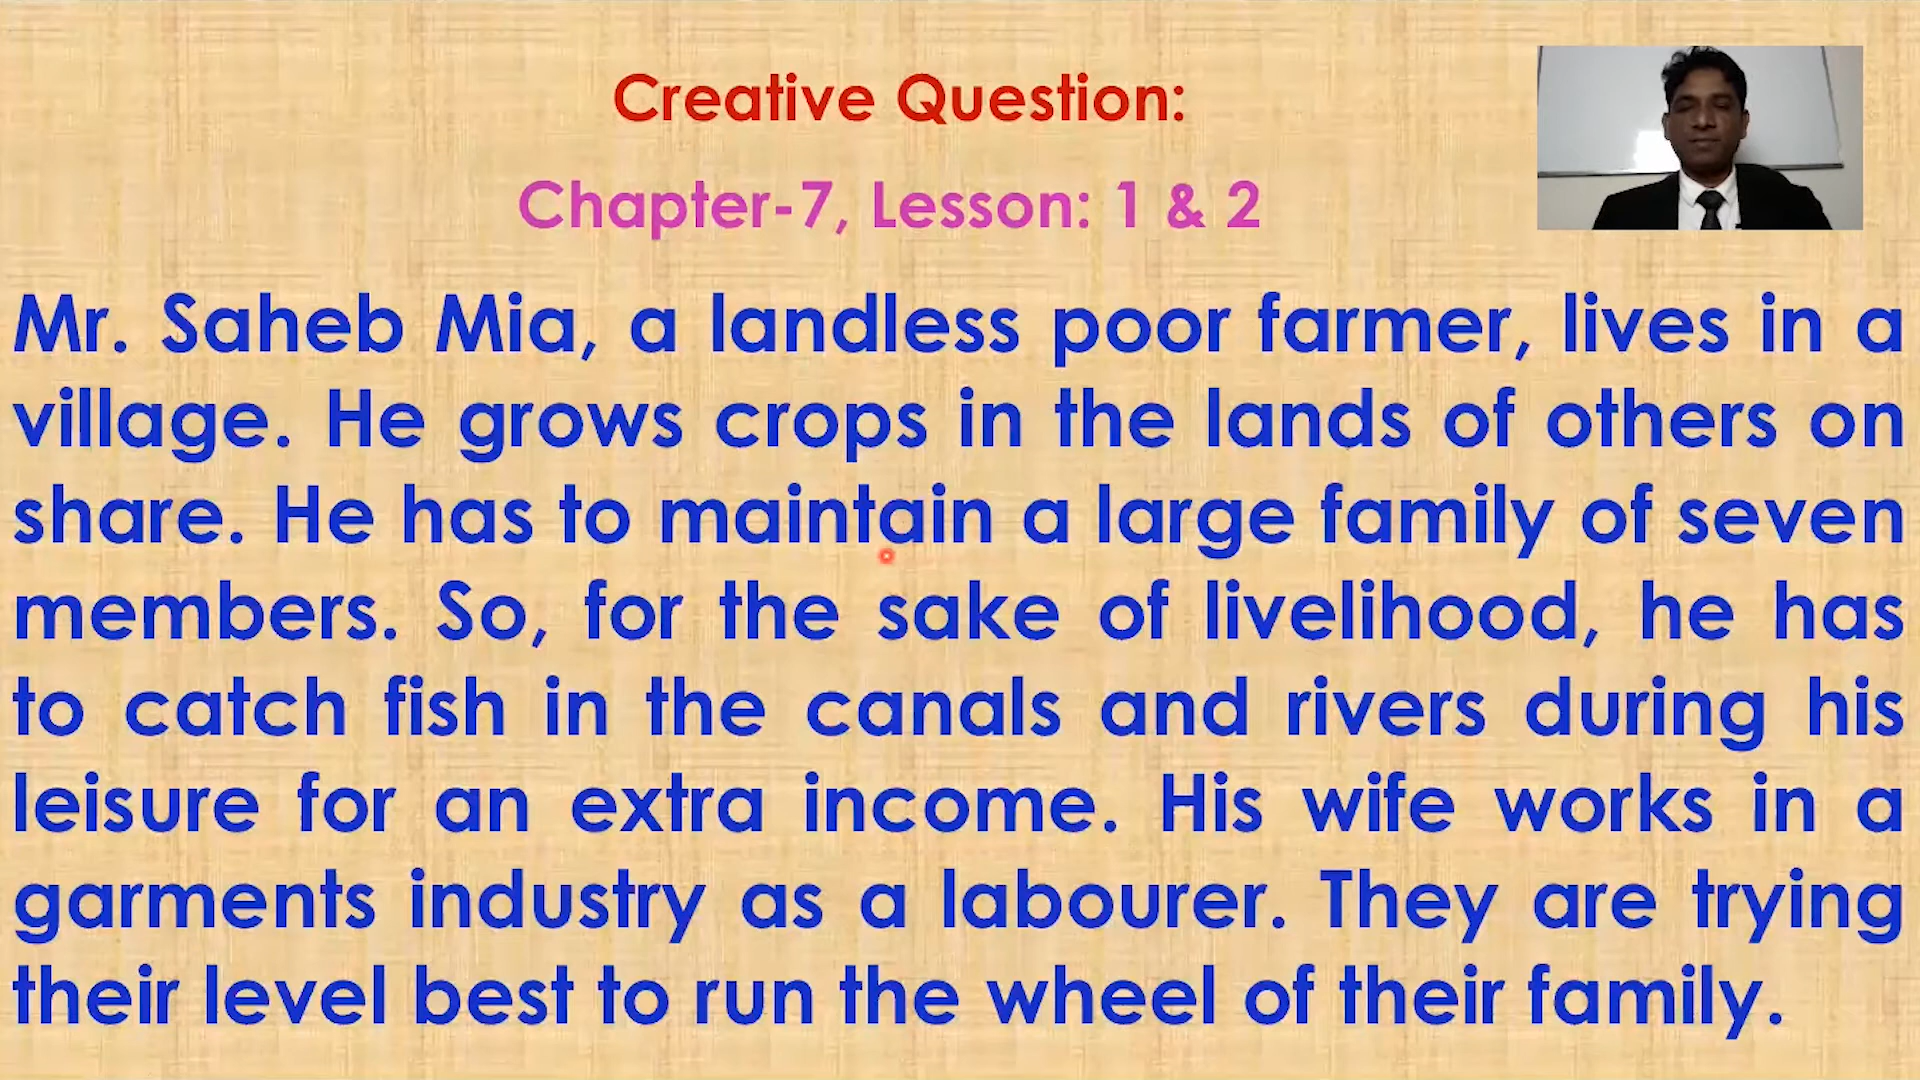 Creative Question:
Chapter-7, Lesson: 1 & 2
Mr. Saheb Mia, a landless poor farmer, lives in a
village. He grows crops in the lands of others on
share. He has to maintain a large family of seven
members. So, for the sake of livelihood, he has
to catch fish in the canals and rivers during his
leisure for an extra income. His wife works in a
garments industry as a labourer. They are trying
their level best to run the wheel of their family.